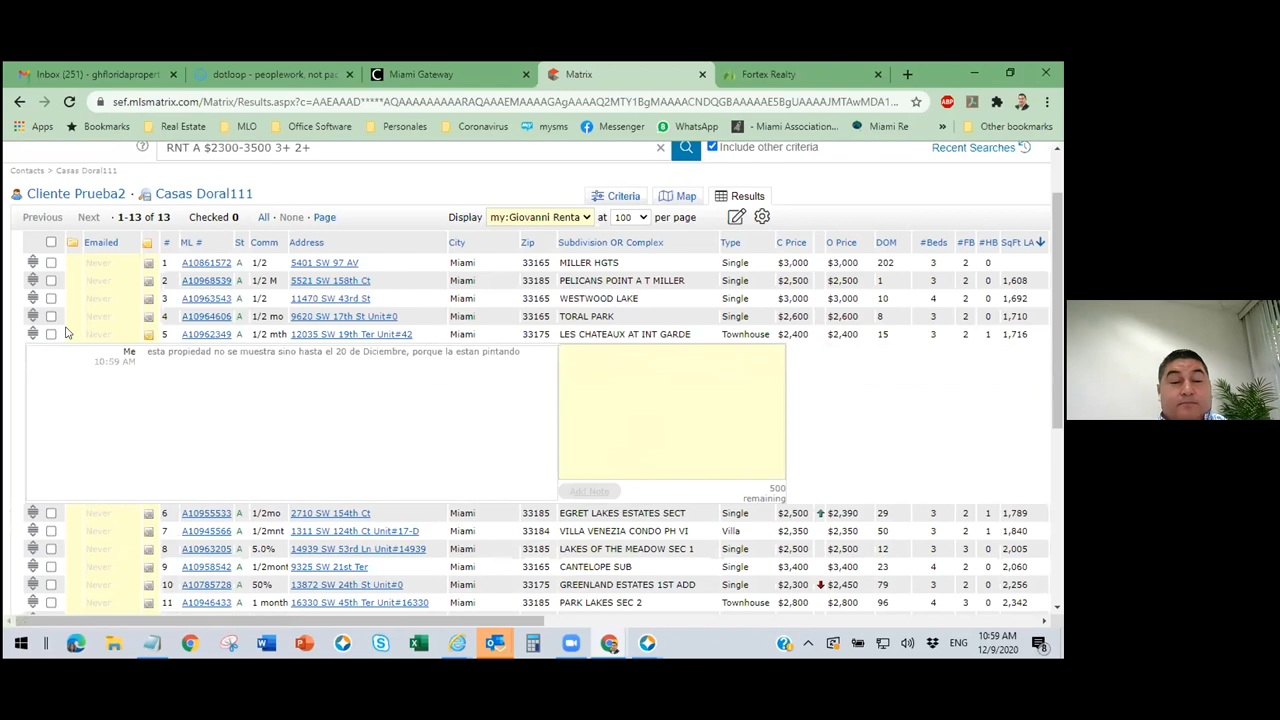 Inbox (251) - ghfloridapropert
dotloop - peoplework, not pa
Miami Gateway
Matrix
Fortex Realty
sef.mlsmatrix.com/Matrix/Results.aspx?c=AAEAAAD*****AQAAAAAAAAARAQAAAEMAAAAGAgAAAAQ2MTY1BgMAAAACNDQGBAAAAAE5BgUAAAAJMTAwMDA1...
Apps Bookmarks Real Estate MLO Office Software Personales Coronavirus mysms Messenger WhatsApp - Miami Association... Miami Re » Other bookmarks
RNT A $2300-3500 3+ 2+ Include other criteria Recent Searches
Contacts > Casas Doral111
Cliente Prueba2 Casas Doral111 Criteria Map Results
Previous Next · 1-13 of 13 Checked 0 All · None · Page Display my:Giovanni Renta at 100 per page
Emailed # ML # St Comm Address City Zip Subdivision OR Complex Type C Price O Price DOM #Beds #FB #HB SqFt LA
Never 1 A10861572 A 1/2 5401 SW 97 AV Miami 33165 MILLER HGTS Single $3,000 $3,000 202 3 2 0
Never 2 A10968539 A 1/2 M 5521 SW 158th Ct Miami 33185 PELICANS POINT A T MILLER Single $2,500 $2,500 1 3 2 0 1,608
Never 3 A10963543 A 1/2 11470 SW 43rd St Miami 33165 WESTWOOD LAKE Single $3,000 $3,000 10 4 2 0 1,692
Never 4 A10964606 A 1/2 mo 9620 SW 17th St Unit#0 Miami 33165 TORAL PARK Single $2,600 $2,600 8 3 2 0 1,710
Never 5 A10962349 A 1/2 mth 12035 SW 19th Ter Unit#42 Miami 33175 LES CHATEAUX AT INT GARDE Townhouse $2,400 $2,400 15 3 2 1 1,716
Me esta propiedad no se muestra sino hasta el 20 de Diciembre, porque la estan pintando
10:59 AM
Add Note 500
remaining
Never 6 A10955533 A 1/2mo 2710 SW 154th Ct Miami 33185 EGRET LAKES ESTATES SECT Single $2,500 $2,390 29 3 2 1 1,789
Never 7 A10945566 A 1/2mnt 1311 SW 124th Ct Unit#17-D Miami 33184 VILLA VENEZIA CONDO PH VI Villa $2,350 $2,350 50 3 2 1 1,840
Never 8 A10963205 A 5.0% 14939 SW 53rd Ln Unit#14939 Miami 33185 LAKES OF THE MEADOW SEC 1 Single $2,500 $2,500 12 3 3 0 2,005
Never 9 A10958542 A 1/2mont 9325 SW 21st Ter Miami 33165 CANTELOPE SUB Single $3,400 $3,400 23 4 2 0 2,060
Never 10 A10785728 A 50% 13872 SW 24th St Unit#0 Miami 33175 GREENLAND ESTATES 1ST ADD Single $2,300 $2,450 79 3 2 0 2,256
Never 11 A10946433 A 1 month 16330 SW 45th Ter Unit#16330 Miami 33185 PARK LAKES SEC 2 Townhouse $2,800 $2,800 96 4 3 0 2,342
ENG 10:59 AM
12/9/2020
8